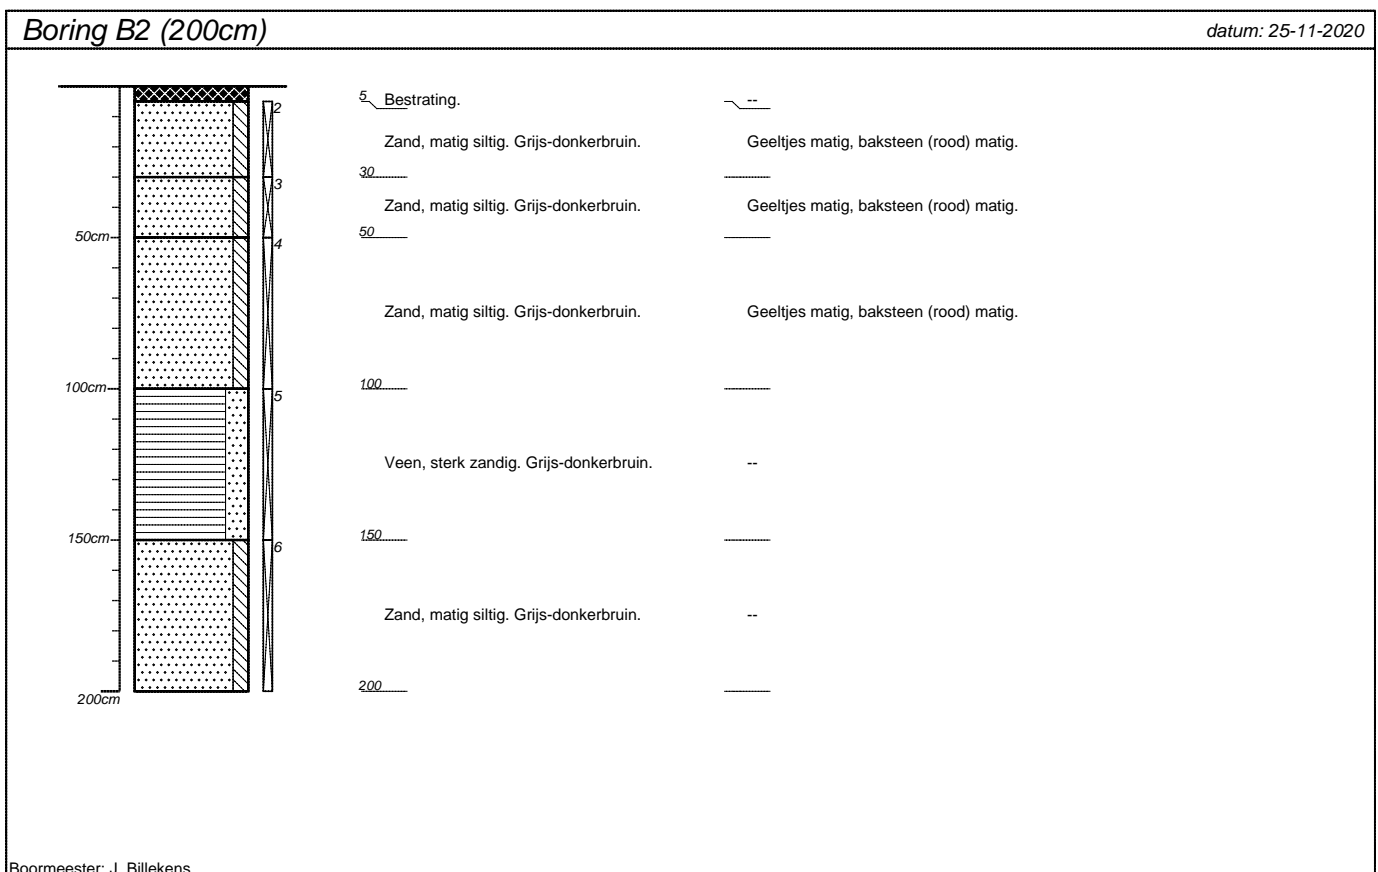 Boring B2 (200cm) datum: 25-11-2020
5 Bestrating. --
2
Zand, matig siltig. Grijs-donkerbruin. Geeltjes matig, baksteen (rood) matig.
30
3
Zand, matig siltig. Grijs-donkerbruin. Geeltjes matig, baksteen (rood) matig.
50cm 50
4
Zand, matig siltig. Grijs-donkerbruin. Geeltjes matig, baksteen (rood) matig.
100cm 100
5
Veen, sterk zandig. Grijs-donkerbruin. --
150cm 150
6
Zand, matig siltig. Grijs-donkerbruin. --
200cm 200
Boormeester: J. Billekens